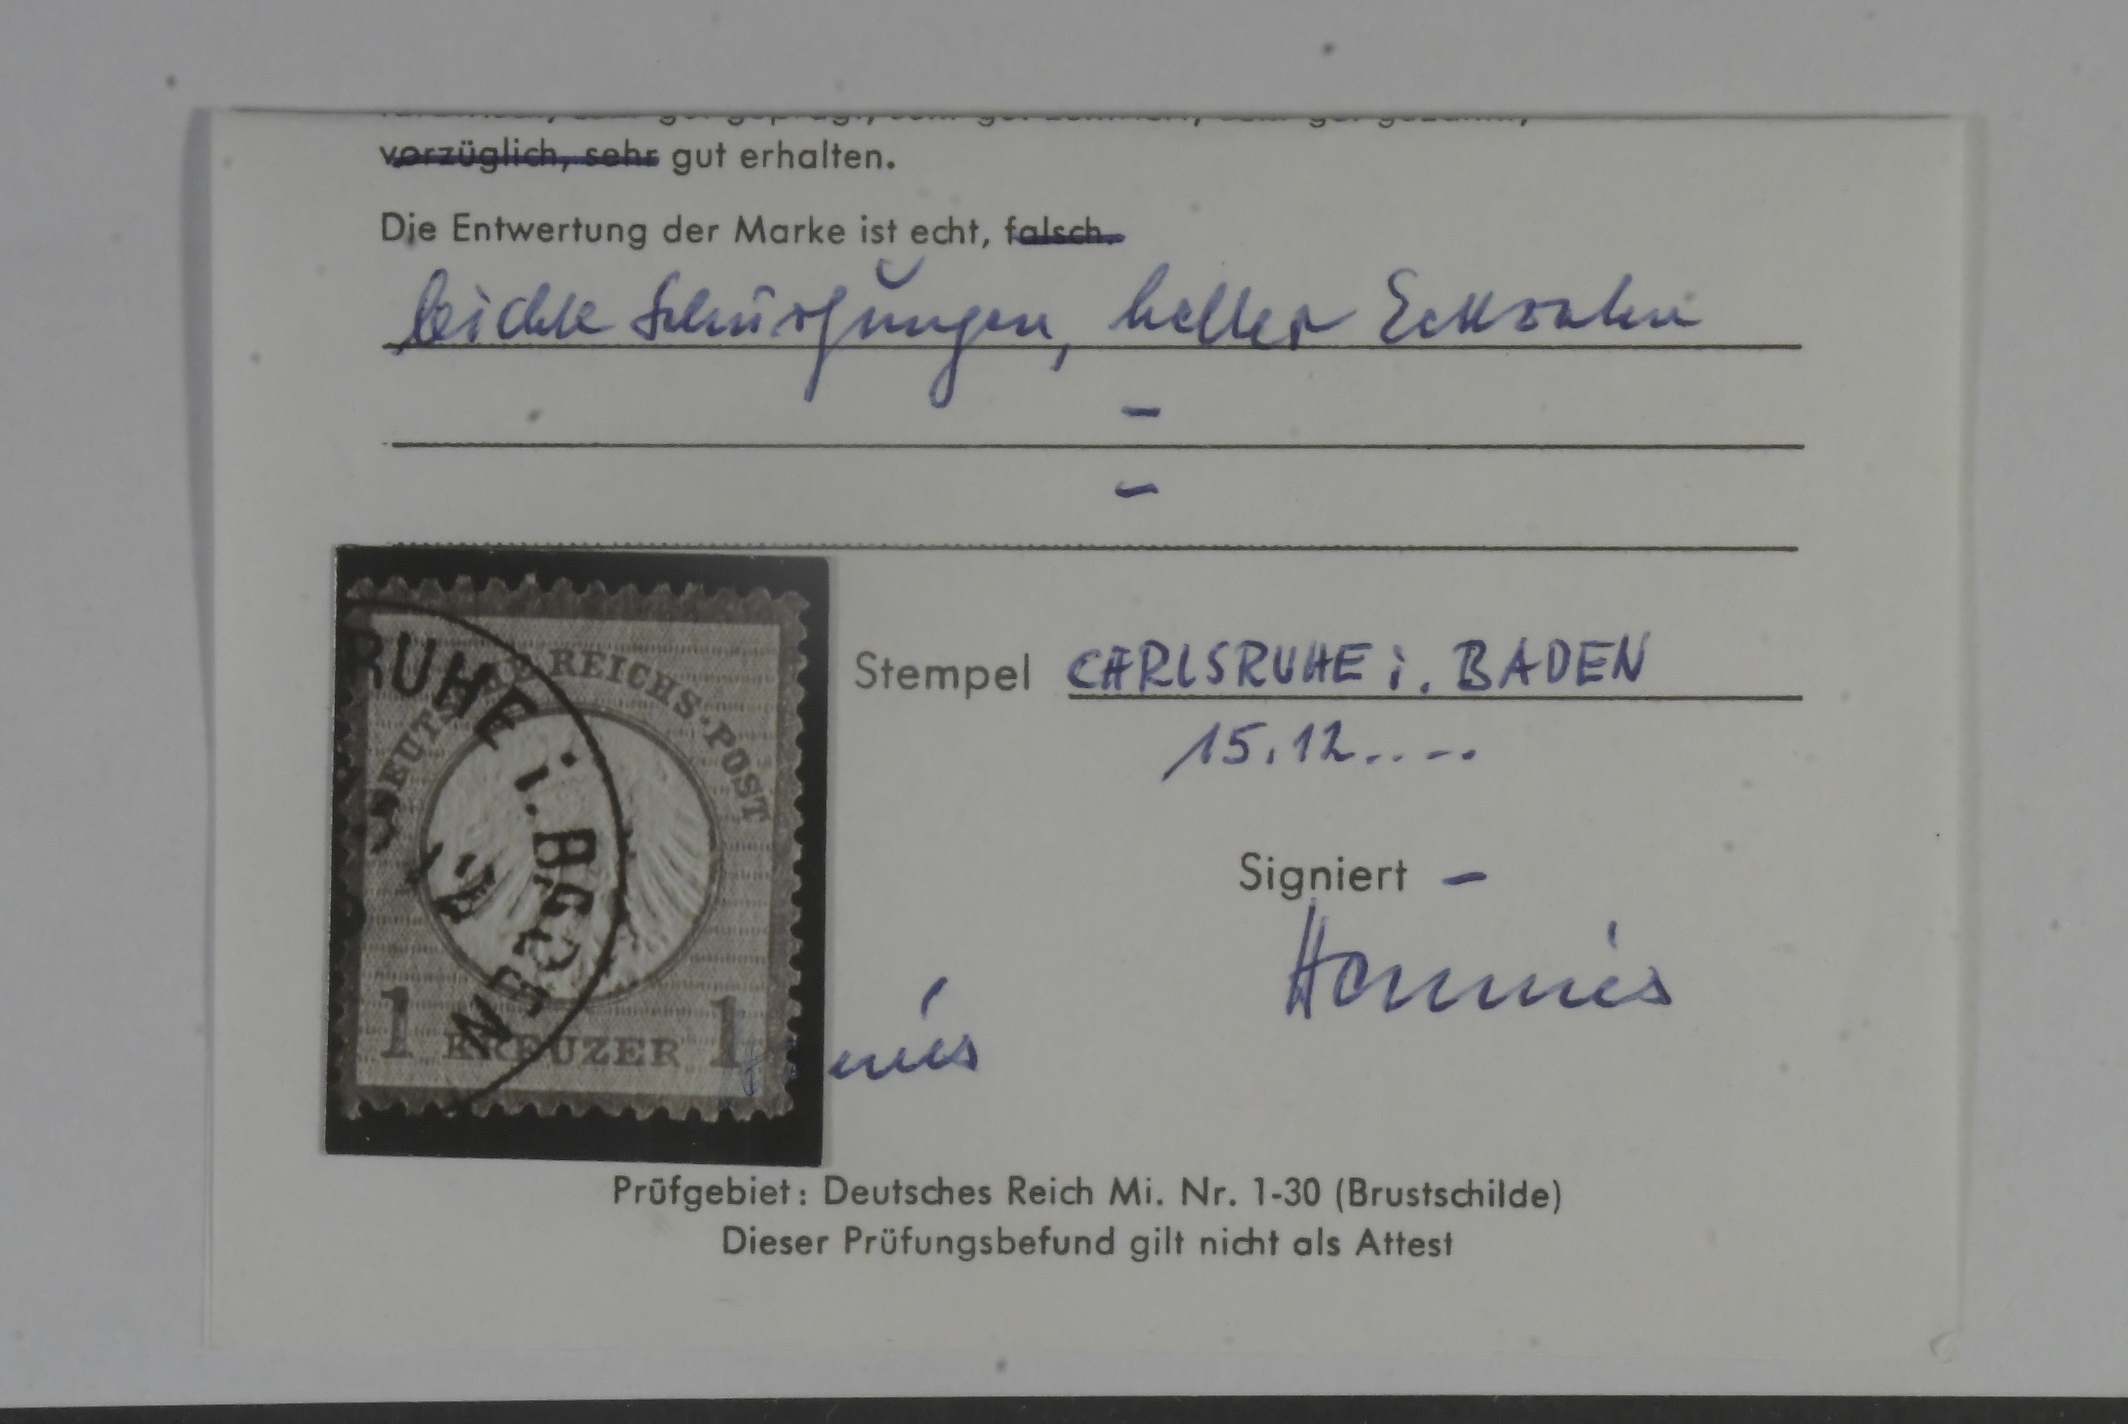 vorzüglich, sehr gut erhalten.
Die Entwertung der Marke ist echt, falsch.
leichte Schürfungen, heller Eckzahn
-
-
RUHE i. BADEN
DEUTSCHE REICHS-POST
12
1 KREUZER 1
Stempel CARLSRUHE i. BADEN
15.12.....
Signiert -
Hennies
nies
Prüfgebiet: Deutsches Reich Mi. Nr. 1-30 (Brustschilde)
Dieser Prüfungsbefund gilt nicht als Attest